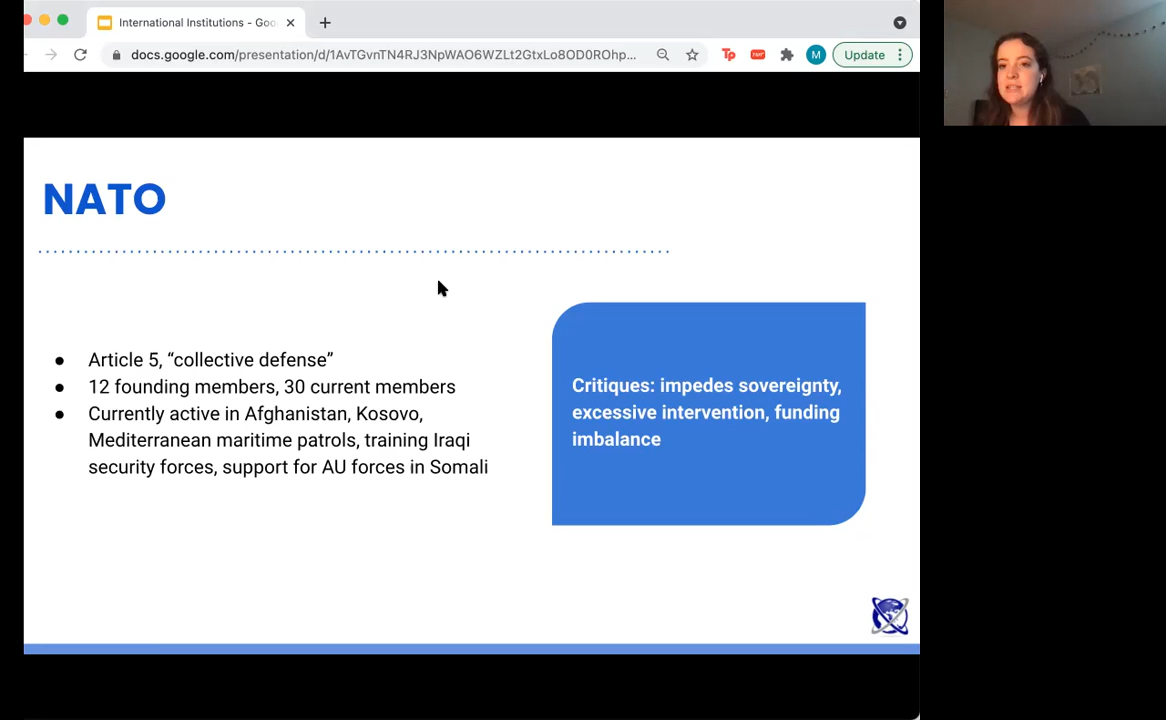 International Institutions - Goo
docs.google.com/presentation/d/1AvTGvnTN4RJ3NpWAO6WZLt2GtxLo8OD0ROhp...
Tp
M
Update
NATO
● Article 5, “collective defense”
● 12 founding members, 30 current members
● Currently active in Afghanistan, Kosovo,
Mediterranean maritime patrols, training Iraqi
security forces, support for AU forces in Somali
Critiques: impedes sovereignty,
excessive intervention, funding
imbalance